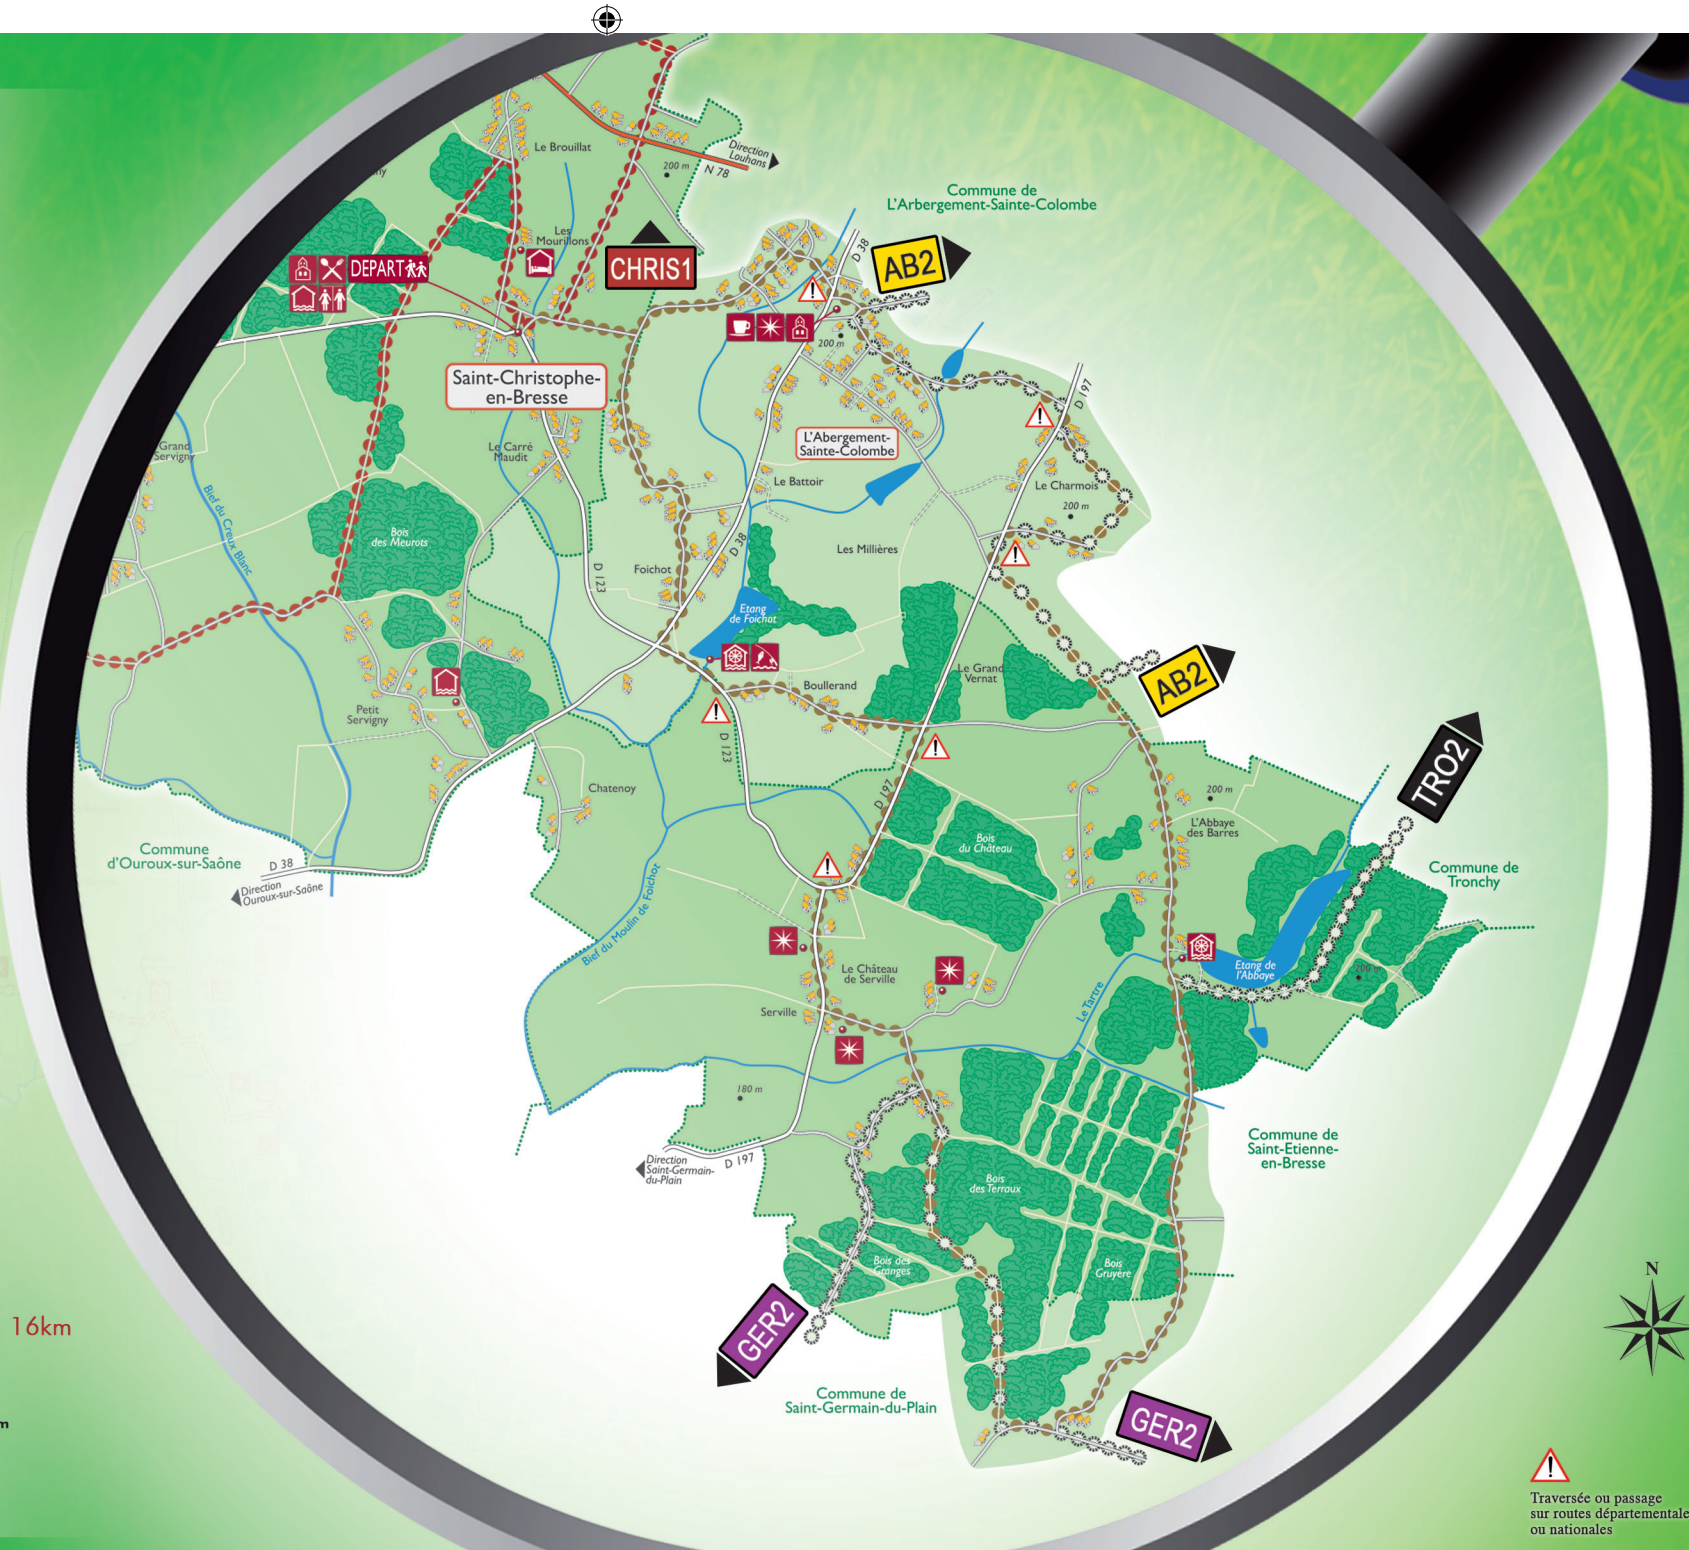 Le Brouillat
Direction
Louhans
N 78
200 m
ny
Commune de
L'Arbergement-Sainte-Colombe
Les
Mourillons
CHRIS1
D 38
AB2
DEPART
200 m
Saint-Christophe-
en-Bresse
D 197
L'Abergement-
Sainte-Colombe
Grand
Servigny
Le Carré
Maudit
Le Battoir
Le Charmois
200 m
Bief du Creux Blanc
Bois
des Meurots
D 38
Les Millières
Foichot
D 123
Etang
de Foichot
Le Grand
Vernat
AB2
Boullerand
Petit
Servigny
D 123
TRO2
Chatenoy
D 197
200 m
L'Abbaye
des Barres
Bois
du Château
Commune
d'Ouroux-sur-Saône
D 38
Direction
Ouroux-sur-Saône
Commune de
Tronchy
Bief du Moulin de Foichot
Le Château
de Serville
Etang de
l'Abbaye
200 m
Le Tartre
Serville
180 m
Commune de
Saint-Etienne-
en-Bresse
Direction
Saint-Germain-
du-Plain
D 197
Bois
des Terraux
Bois des
Granges
Bois
Gruyère
N
GER2
16km
Commune de
Saint-Germain-du-Plain
GER2
m
Traversée ou passage
sur routes départementale
ou nationales